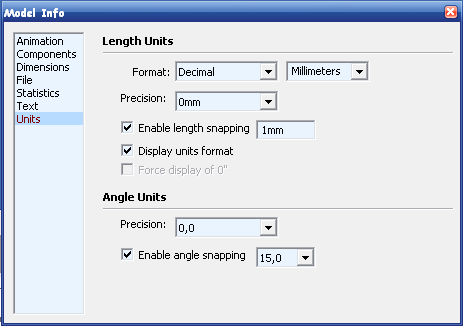 Model Info
Animation
Components
Dimensions
File
Statistics
Text
Units
Length Units
Format: Decimal Millimeters
Precision: 0mm
Enable length snapping 1mm
Display units format
Force display of 0"
Angle Units
Precision: 0,0
Enable angle snapping 15,0